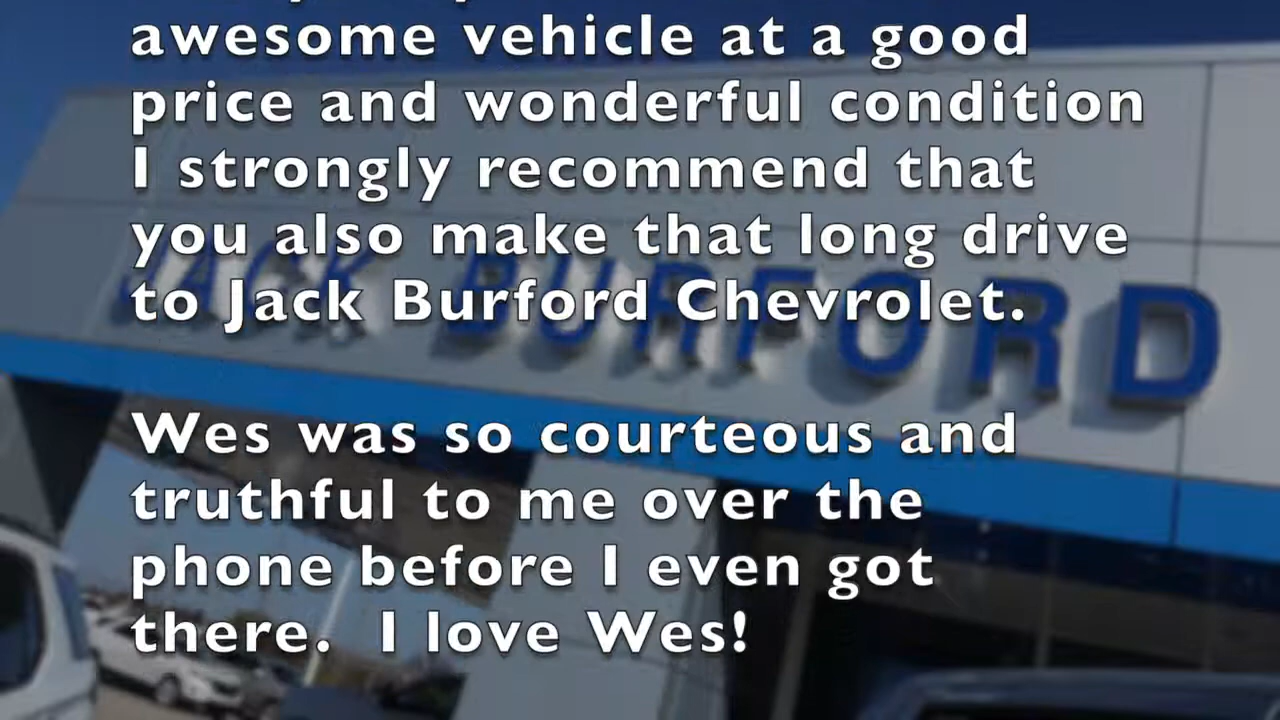 awesome vehicle at a good
price and wonderful condition
I strongly recommend that
you also make that long drive
to Jack Burford Chevrolet.
JACK BURFORD
Wes was so courteous and
truthful to me over the
phone before I even got
there.  I love Wes!